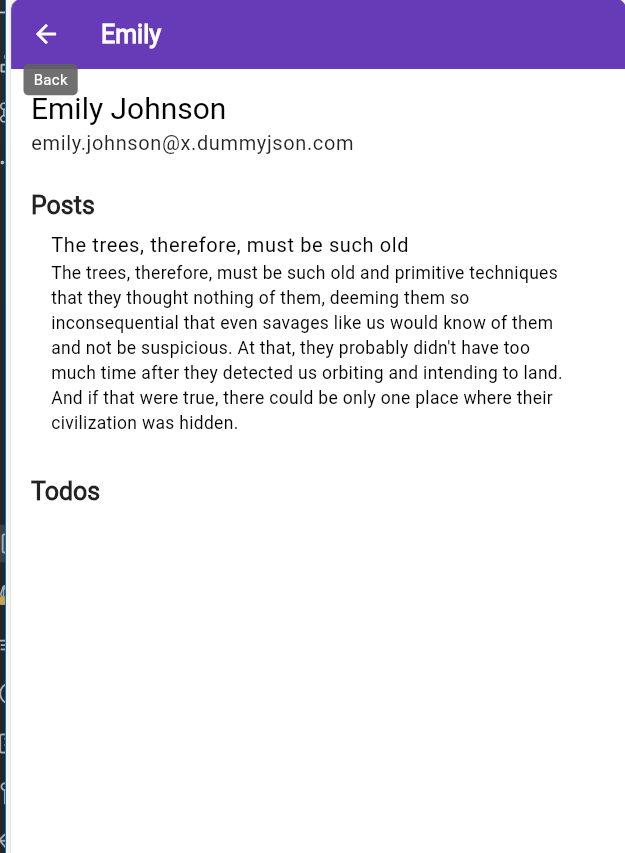 Emily
Back
Emily Johnson
emily.johnson@x.dummyjson.com
Posts
The trees, therefore, must be such old
The trees, therefore, must be such old and primitive techniques
that they thought nothing of them, deeming them so
inconsequential that even savages like us would know of them
and not be suspicious. At that, they probably didn't have too
much time after they detected us orbiting and intending to land.
And if that were true, there could be only one place where their
civilization was hidden.
Todos